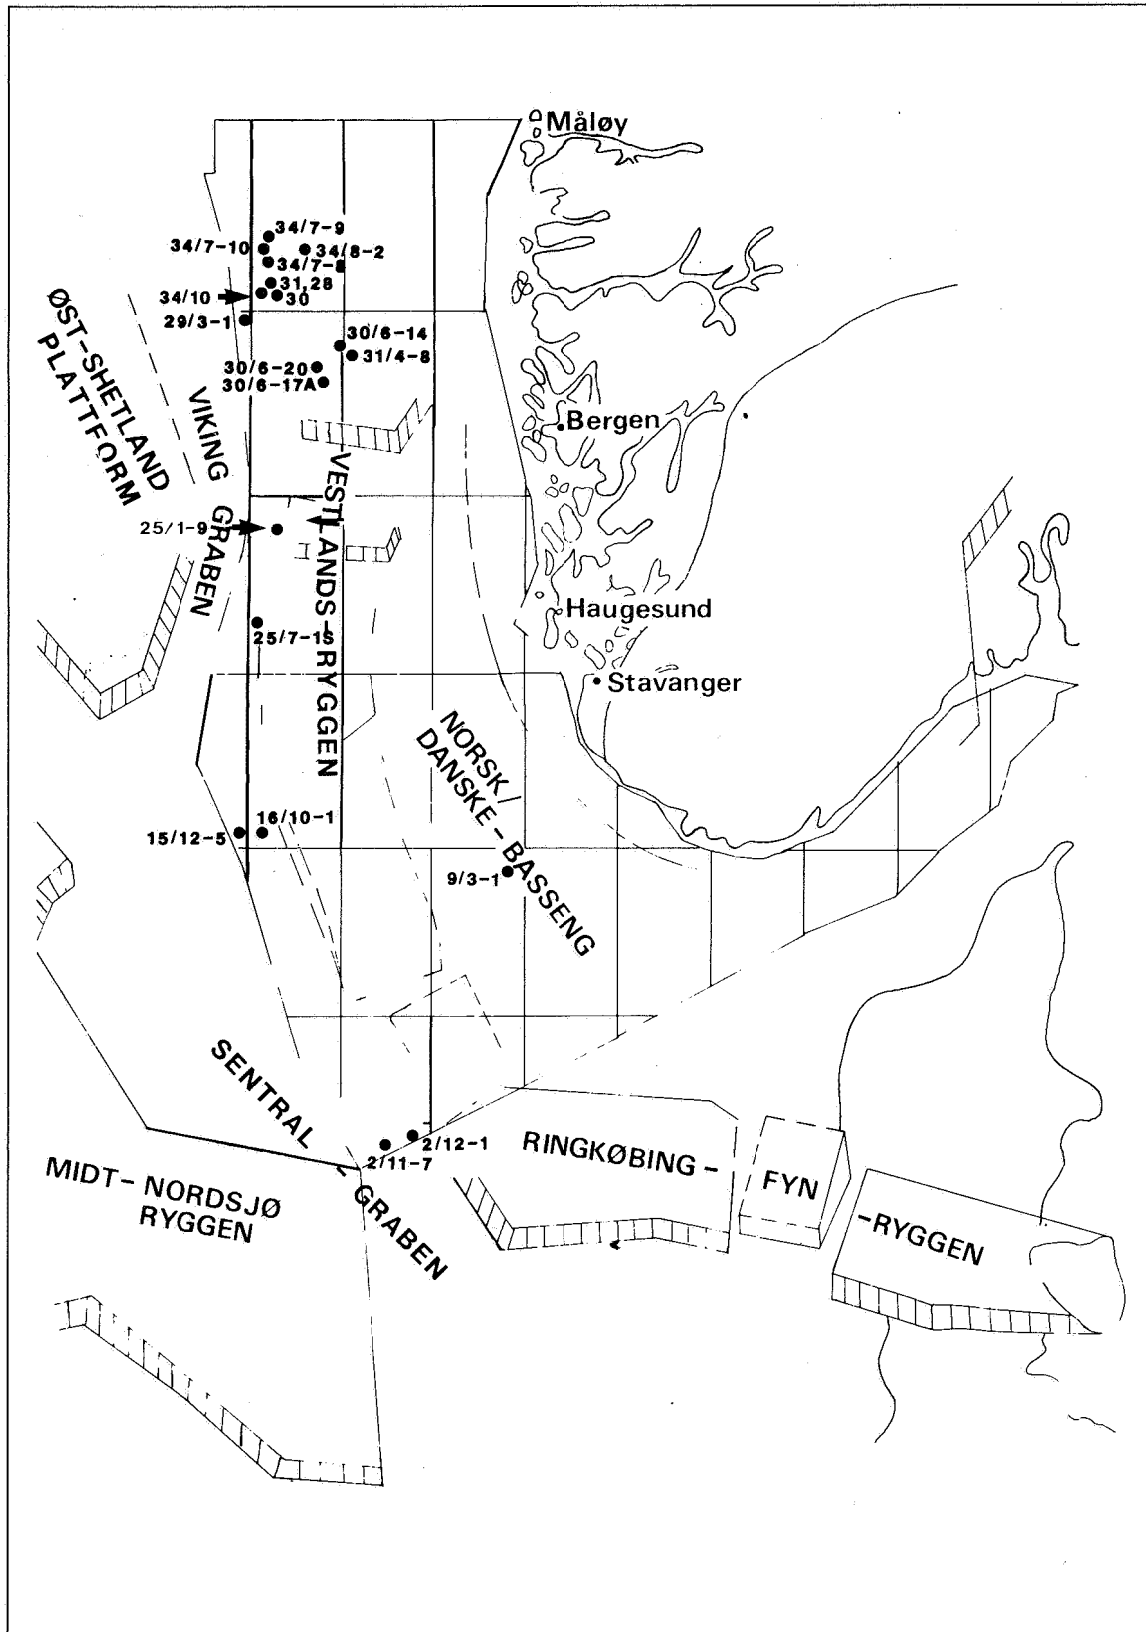 Måløy
34/7-9
34/7-10
34/8-2
34/7-8
31,28
34/10
30
29/3-1
30/6-14
31/4-8
30/6-20
30/6-17A
ØST-SHETLAND
PLATTFORM
VIKING GRABEN
Bergen
VESTLANDS-RYGGEN
25/1-9
Haugesund
25/7-1S
Stavanger
NORSK/
DANSKE-BASSENG
16/10-1
15/12-5
9/3-1
SENTRAL
-GRABEN
2/12-1
2/11-7
MIDT-NORDSJØ
RYGGEN
RINGKØBING-
FYN
-RYGGEN